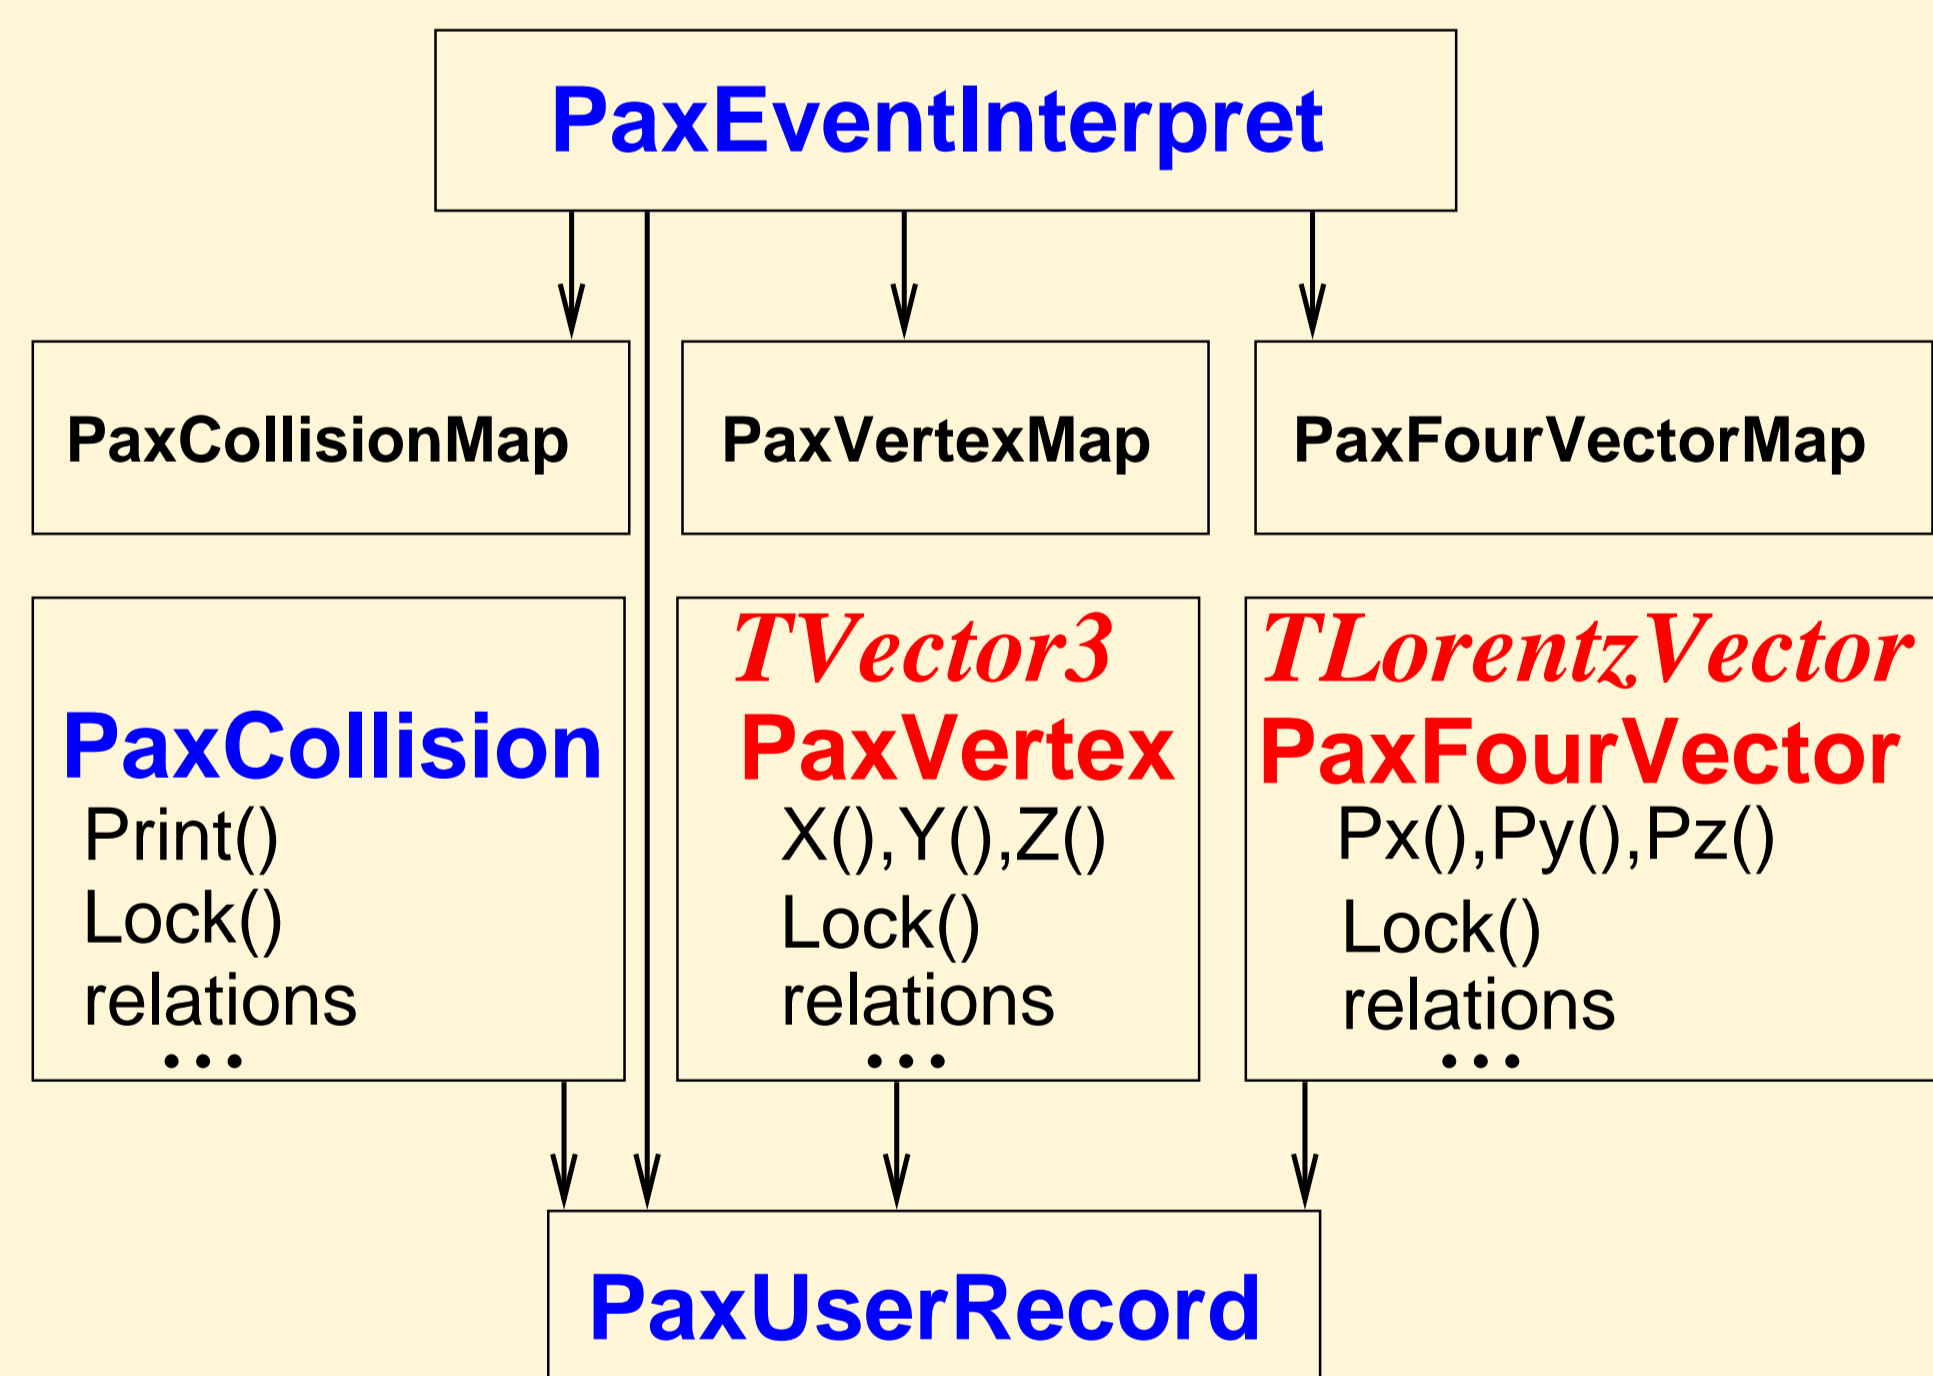 PaxEventInterpret
PaxCollisionMap
PaxVertexMap
PaxFourVectorMap
PaxCollision
Print()
Lock()
relations
...
TVector3
PaxVertex
X(),Y(),Z()
Lock()
relations
...
TLorentzVector
PaxFourVector
Px(),Py(),Pz()
Lock()
relations
...
PaxUserRecord